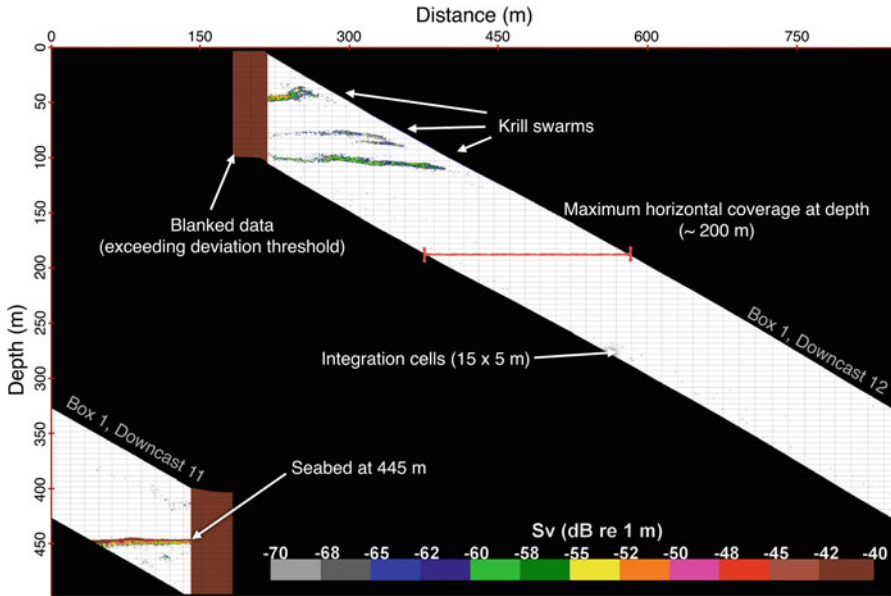 Distance (m)
0 150 300 450 600 750
Depth (m)
0
50
100
150
200
250
300
350
400
450
Krill swarms
Blanked data
(exceeding deviation threshold)
Maximum horizontal coverage at depth
(~ 200 m)
Integration cells (15 x 5 m)
Box 1, Downcast 12
Box 1, Downcast 11
Seabed at 445 m
Sv (dB re 1 m)
-70 -68 -65 -62 -60 -58 -55 -52 -50 -48 -45 -42 -40